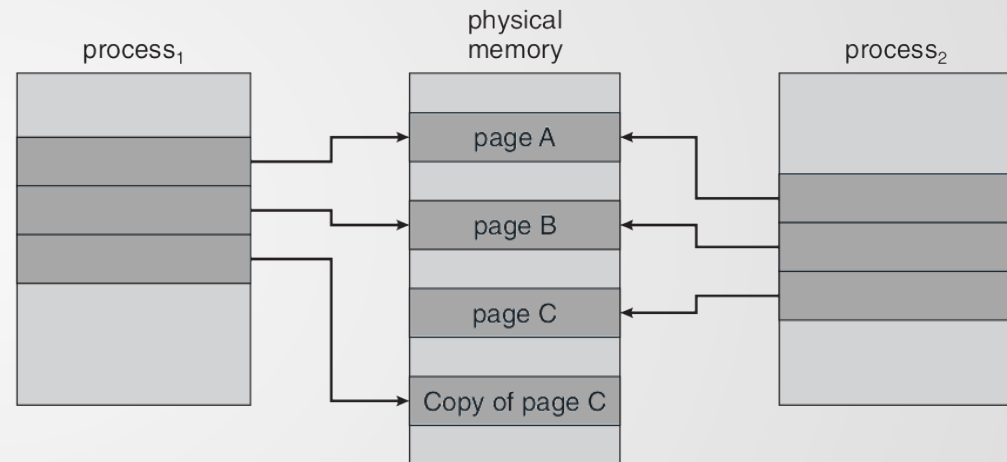 process₁
physical
memory
process₂
page A
page B
page C
Copy of page C